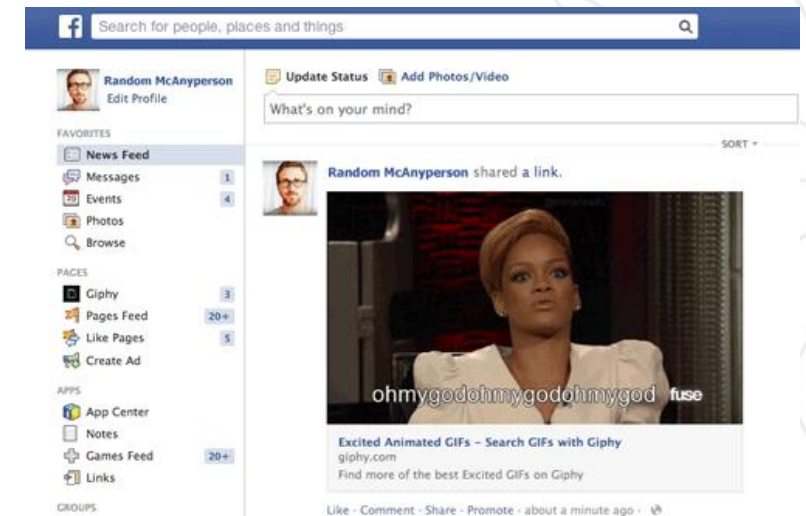 f
Search for people, places and things
Random McAnyperson
Edit Profile
FAVORITES
News Feed
Messages 1
Events 4
Photos
Browse
PAGES
Giphy 3
Pages Feed 20+
Like Pages 5
Create Ad
APPS
App Center
Notes
Games Feed 20+
Links
GROUPS
Update Status Add Photos/Video
What's on your mind?
SORT
Random McAnyperson shared a link.
ohmygodohmygodohmygod fuse
Excited Animated GIFs - Search GIFs with Giphy
giphy.com
Find more of the best Excited GIFs on Giphy
Like · Comment · Share · Promote · about a minute ago ·